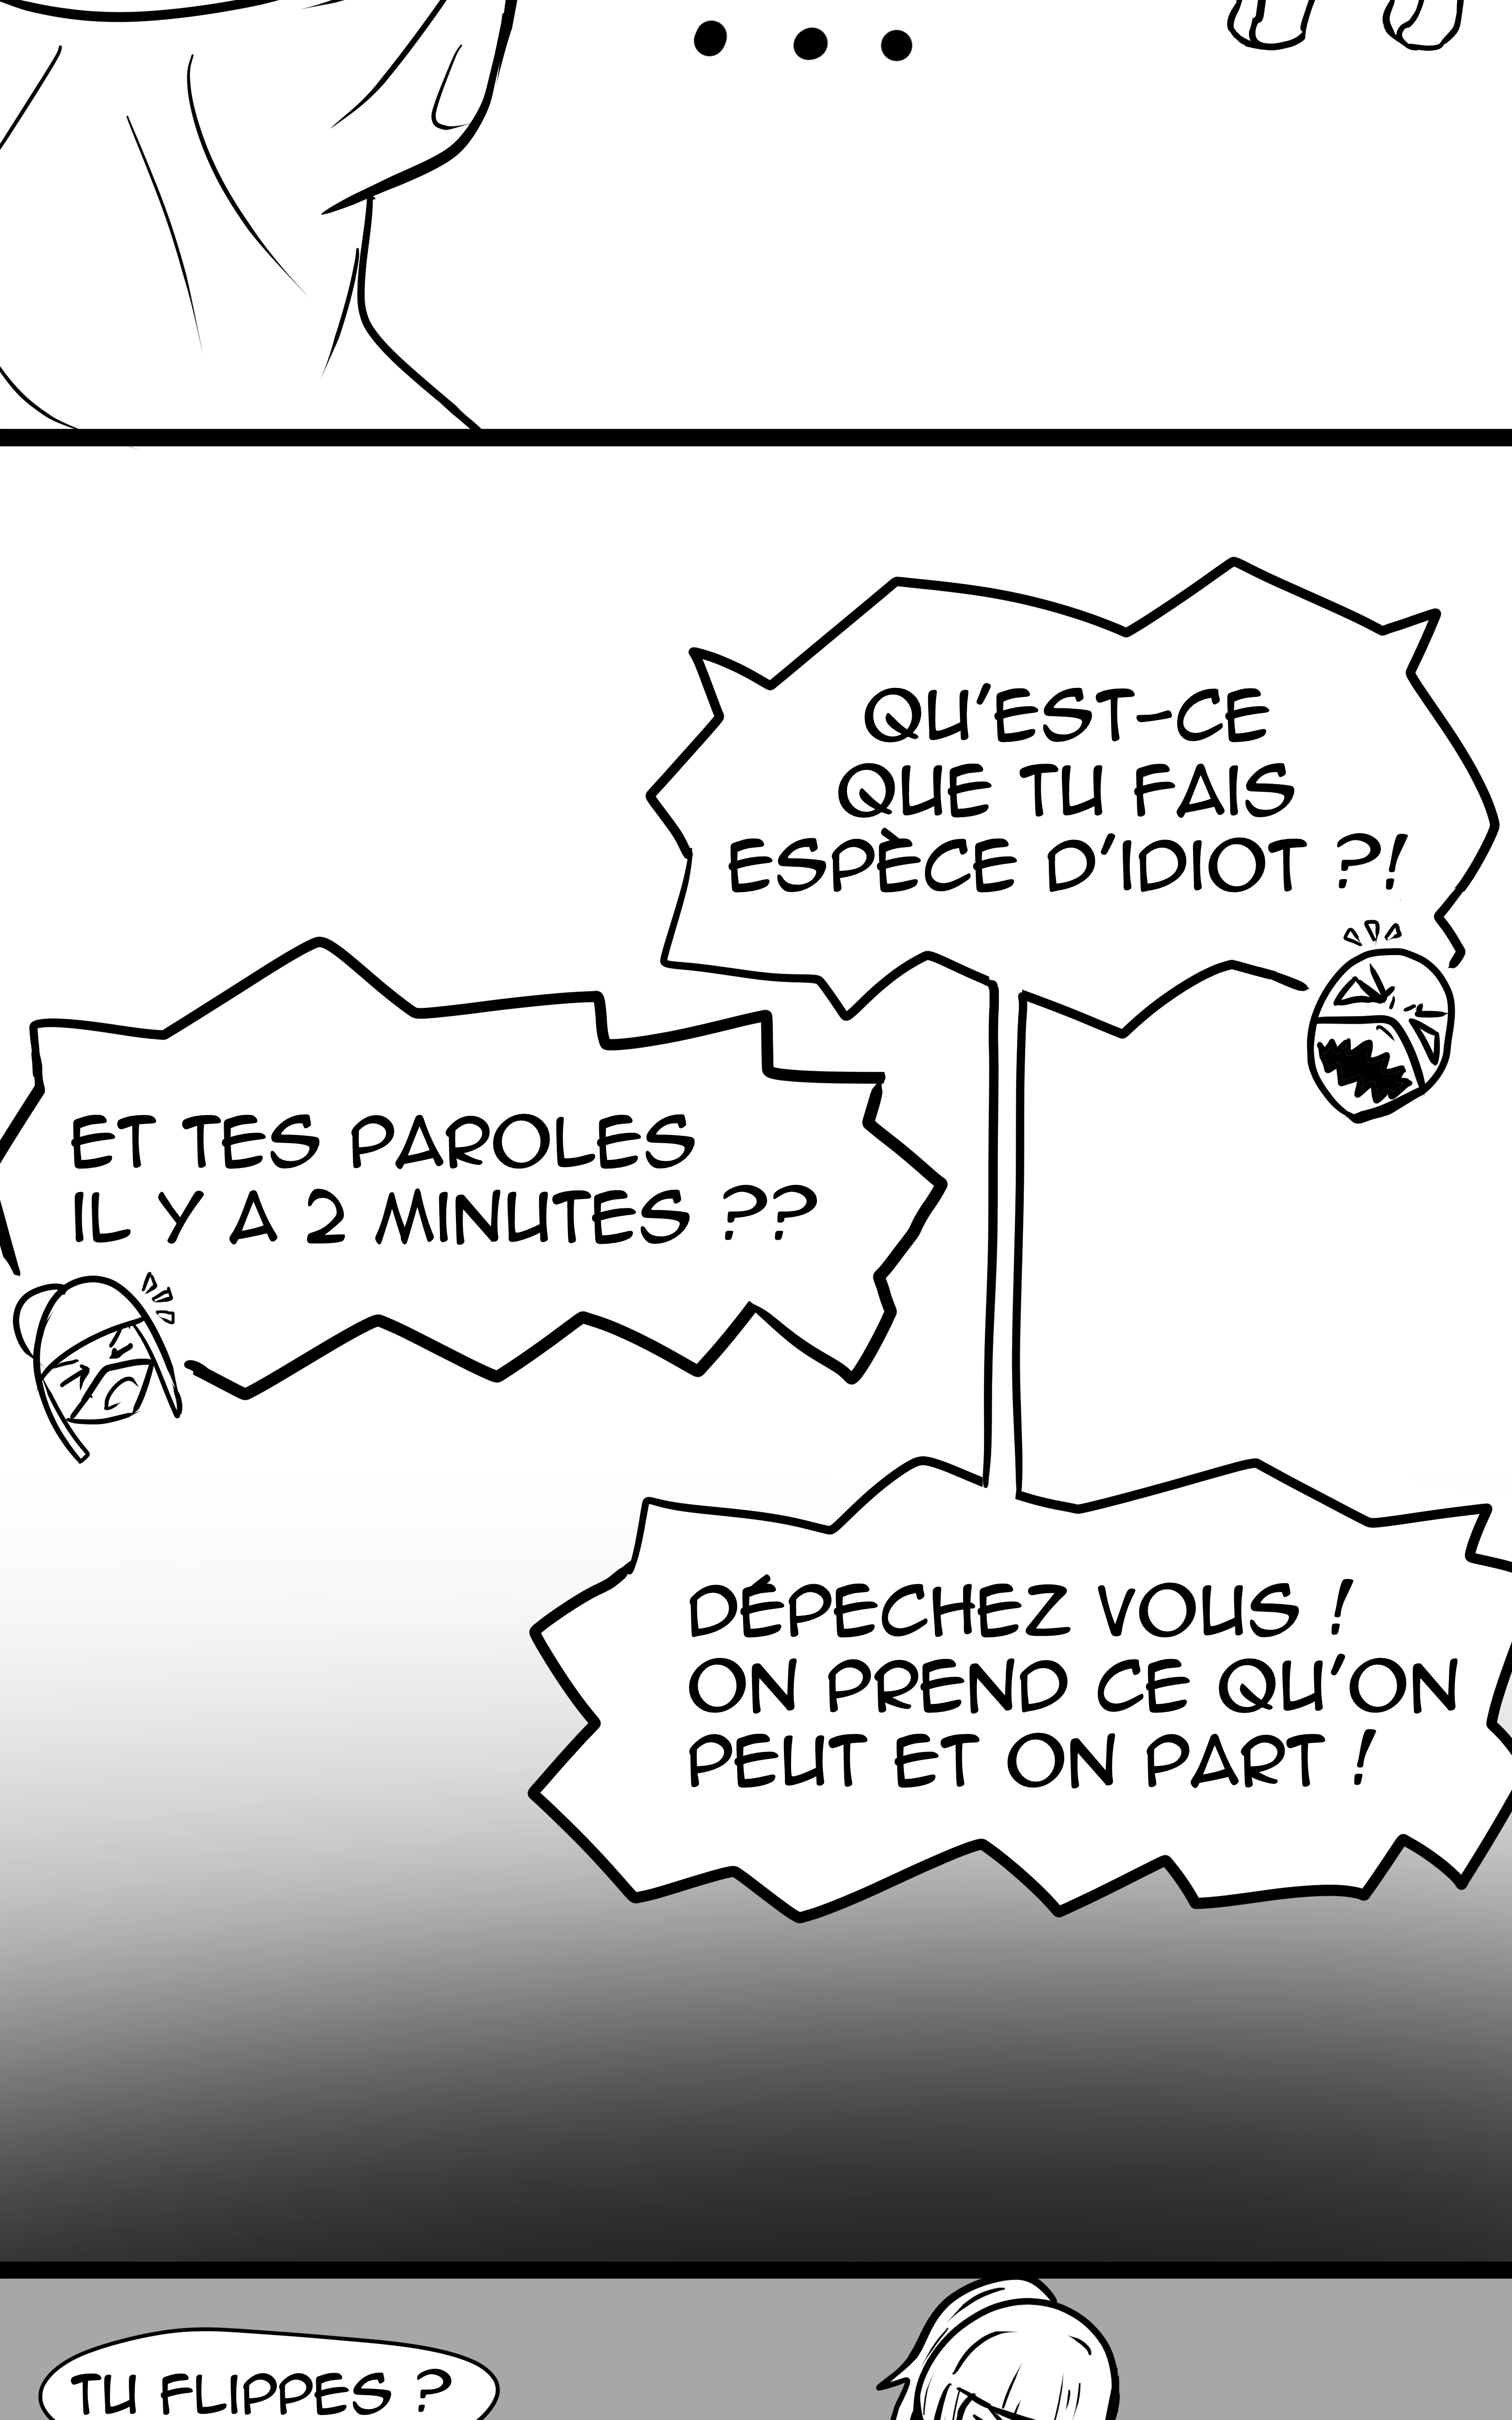 • • •
QU'EST-CE
QUE TU FAIS
ESPÈCE D'IDIOT ?!
ET TES PAROLES
IL Y A 2 MINUTES ??
DÉPECHEZ VOUS !
ON PREND CE QU'ON
PEUT ET ON PART !
TU FLIPPES ?